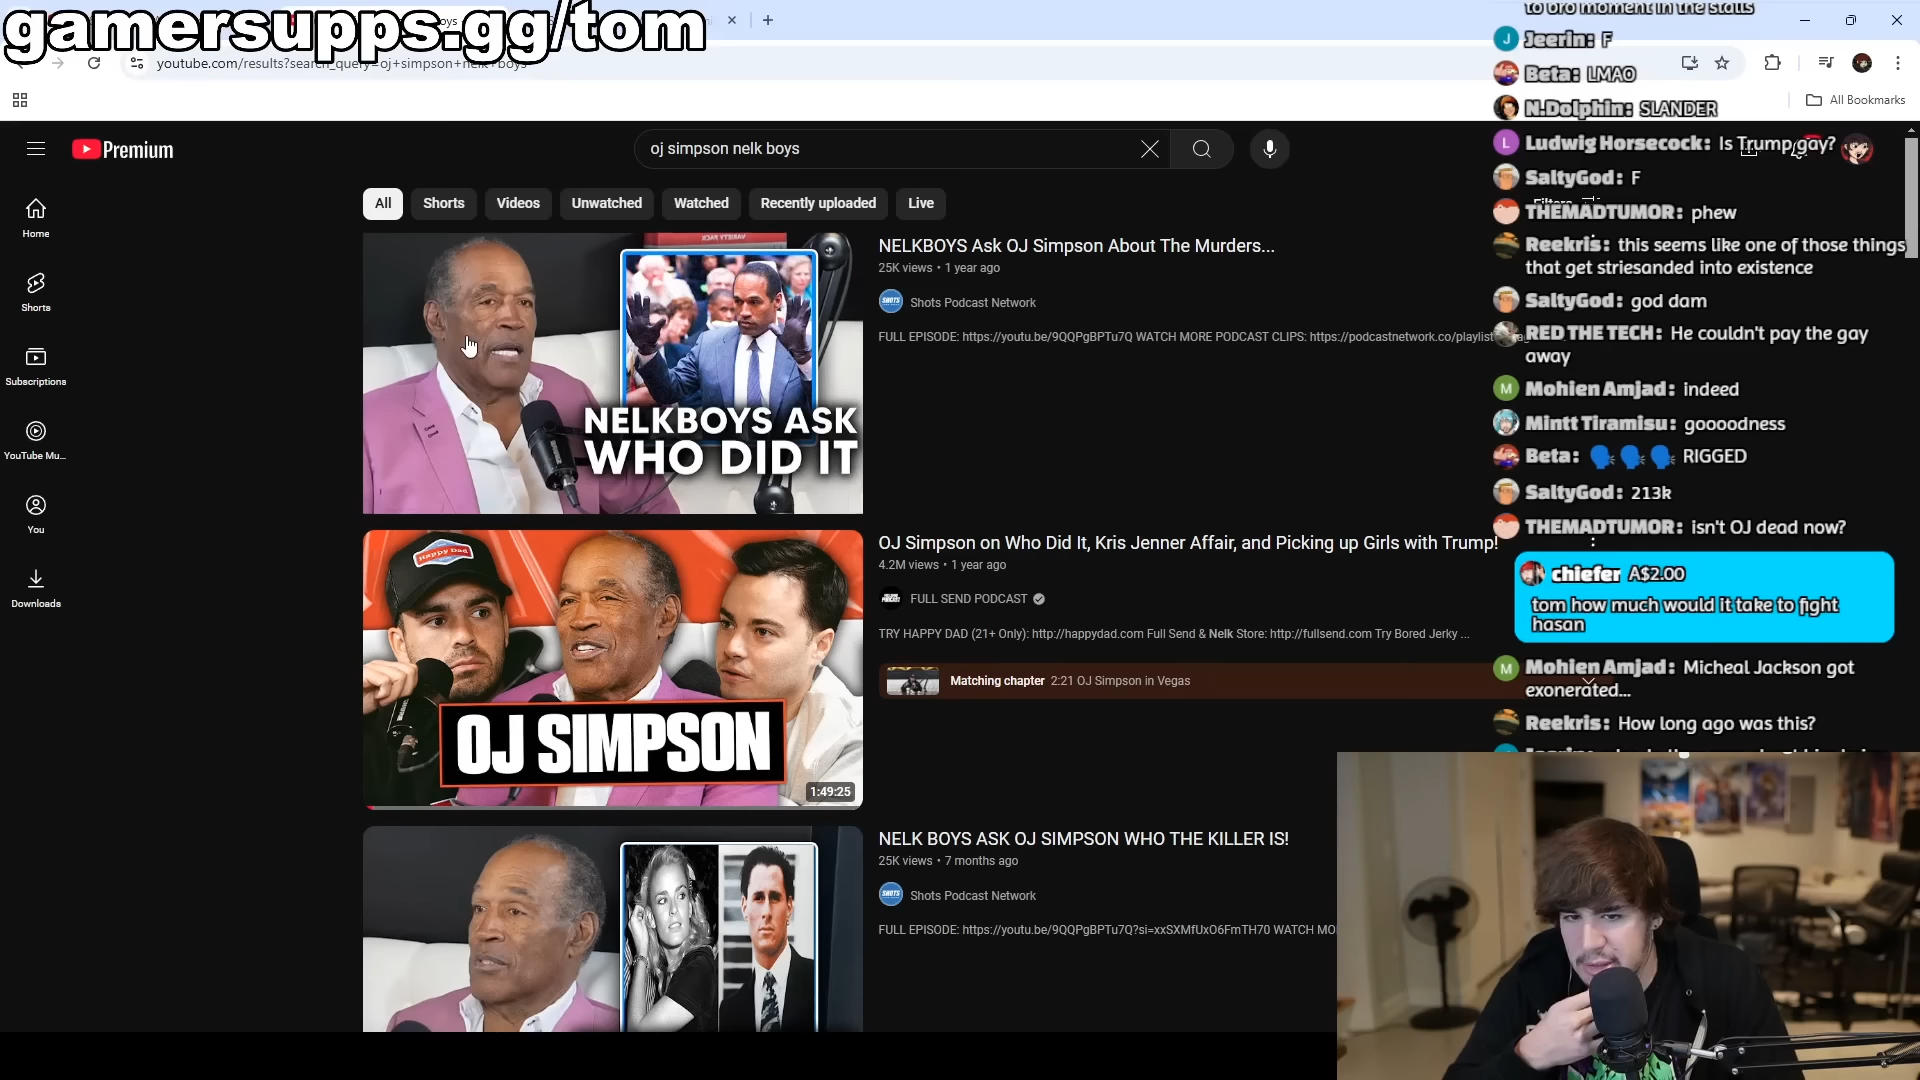 gamersupps.gg/tom
youtube.com/results?search_query=oj+simpson+nelk+boys
All Bookmarks
Premium
oj simpson nelk boys
All
Shorts
Videos
Unwatched
Watched
Recently uploaded
Live
Home
Shorts
Subscriptions
YouTube Mu...
You
Downloads
NELKBOYS ASK
WHO DID IT
NELKBOYS Ask OJ Simpson About The Murders...
25K views • 1 year ago
SHOTS
Shots Podcast Network
FULL EPISODE: https://youtu.be/9QQPgBPTu7Q WATCH MORE PODCAST CLIPS: https://podcastnetwork.co/playlist
Happy Dad
OJ SIMPSON
1:49:25
OJ Simpson on Who Did It, Kris Jenner Affair, and Picking up Girls with Trump!
4.2M views • 1 year ago
FULL SEND PODCAST
TRY HAPPY DAD (21+ Only): http://happydad.com Full Send & Nelk Store: http://fullsend.com Try Bored Jerky ...
Matching chapter 2:21 OJ Simpson in Vegas
NELK BOYS ASK OJ SIMPSON WHO THE KILLER IS!
25K views • 7 months ago
SHOTS
Shots Podcast Network
FULL EPISODE: https://youtu.be/9QQPgBPTu7Q?si=xxSXMfUxO6FmTH70 WATCH MO
to bro moment in the stalls
Jeerin: F
Beta: LMAO
N.Dolphin: SLANDER
Ludwig Horsecock: Is Trump gay?
SaltyGod: F
THEMADTUMOR: phew
Reekris: this seems like one of those things
that get striesanded into existence
SaltyGod: god dam
RED THE TECH: He couldn't pay the gay
away
Mohien Amjad: indeed
Mintt Tiramisu: goooodness
Beta: RIGGED
SaltyGod: 213k
THEMADTUMOR: isn't OJ dead now?
chiefer A$2.00
tom how much would it take to fight
hasan
Mohien Amjad: Micheal Jackson got
exonerated...
Reekris: How long ago was this?